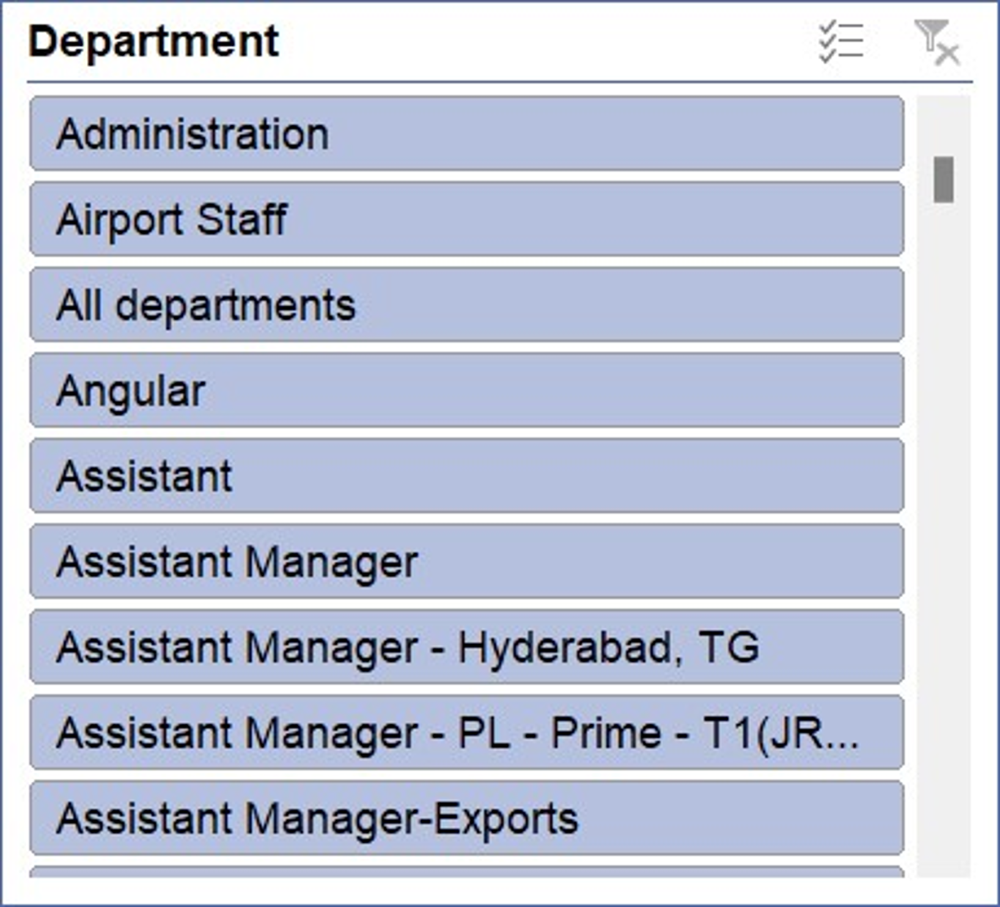 Department
Administration
Airport Staff
All departments
Angular
Assistant
Assistant Manager
Assistant Manager - Hyderabad, TG
Assistant Manager - PL - Prime - T1(JR...
Assistant Manager-Exports